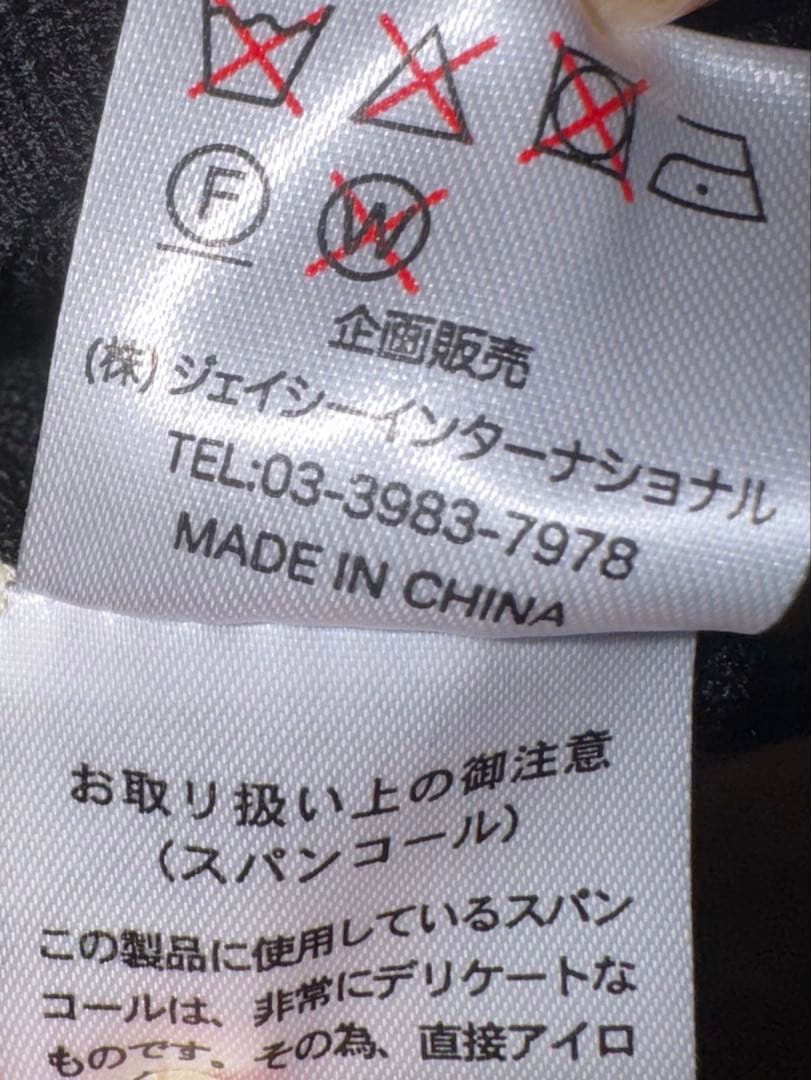 F W
企画販売
(株)ジェイシーインターナショナル
TEL:03-3983-7978
MADE IN CHINA
お取り扱い上の御注意
(スパンコール)
この製品に使用しているスパン
コールは、非常にデリケートな
ものです。その為、直接アイロ